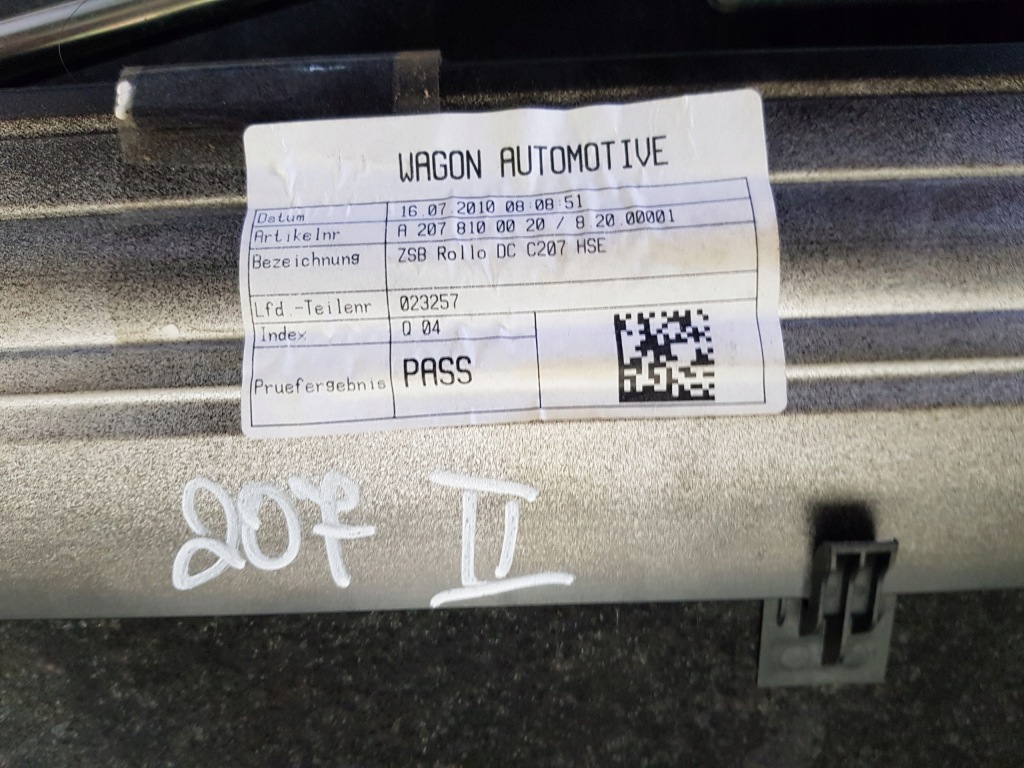 WAGON AUTOMOTIVE
Datum 16.07.2010 08:08:51
Artikelnr A 207 810 00 20 / 8.20.00001
Bezeichnung ZSB Rollo DC C207 HSE
Lfd.-Teilenr 023257
Index Q 04
Pruefergebnis PASS
207 II